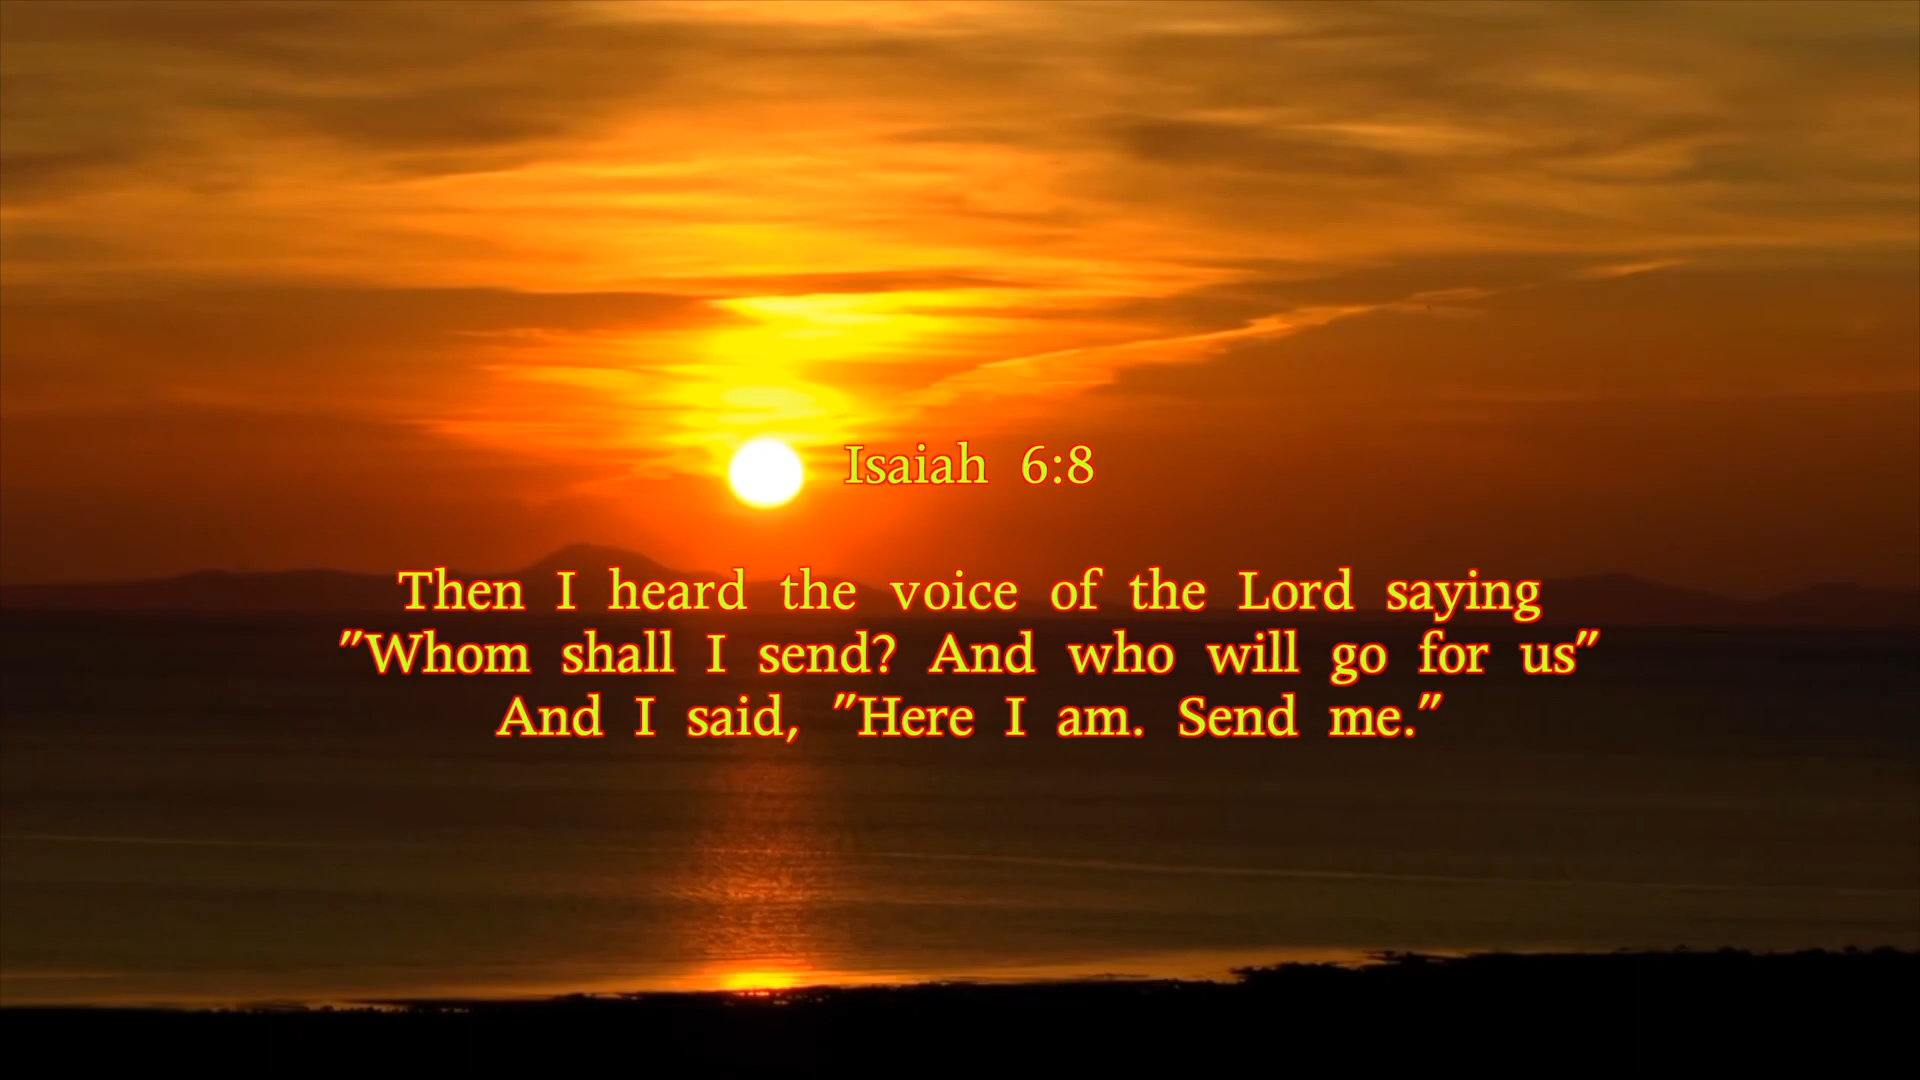 Isaiah 6:8
Then I heard the voice of the Lord saying
"Whom shall I send? And who will go for us"
And I said, "Here I am. Send me."